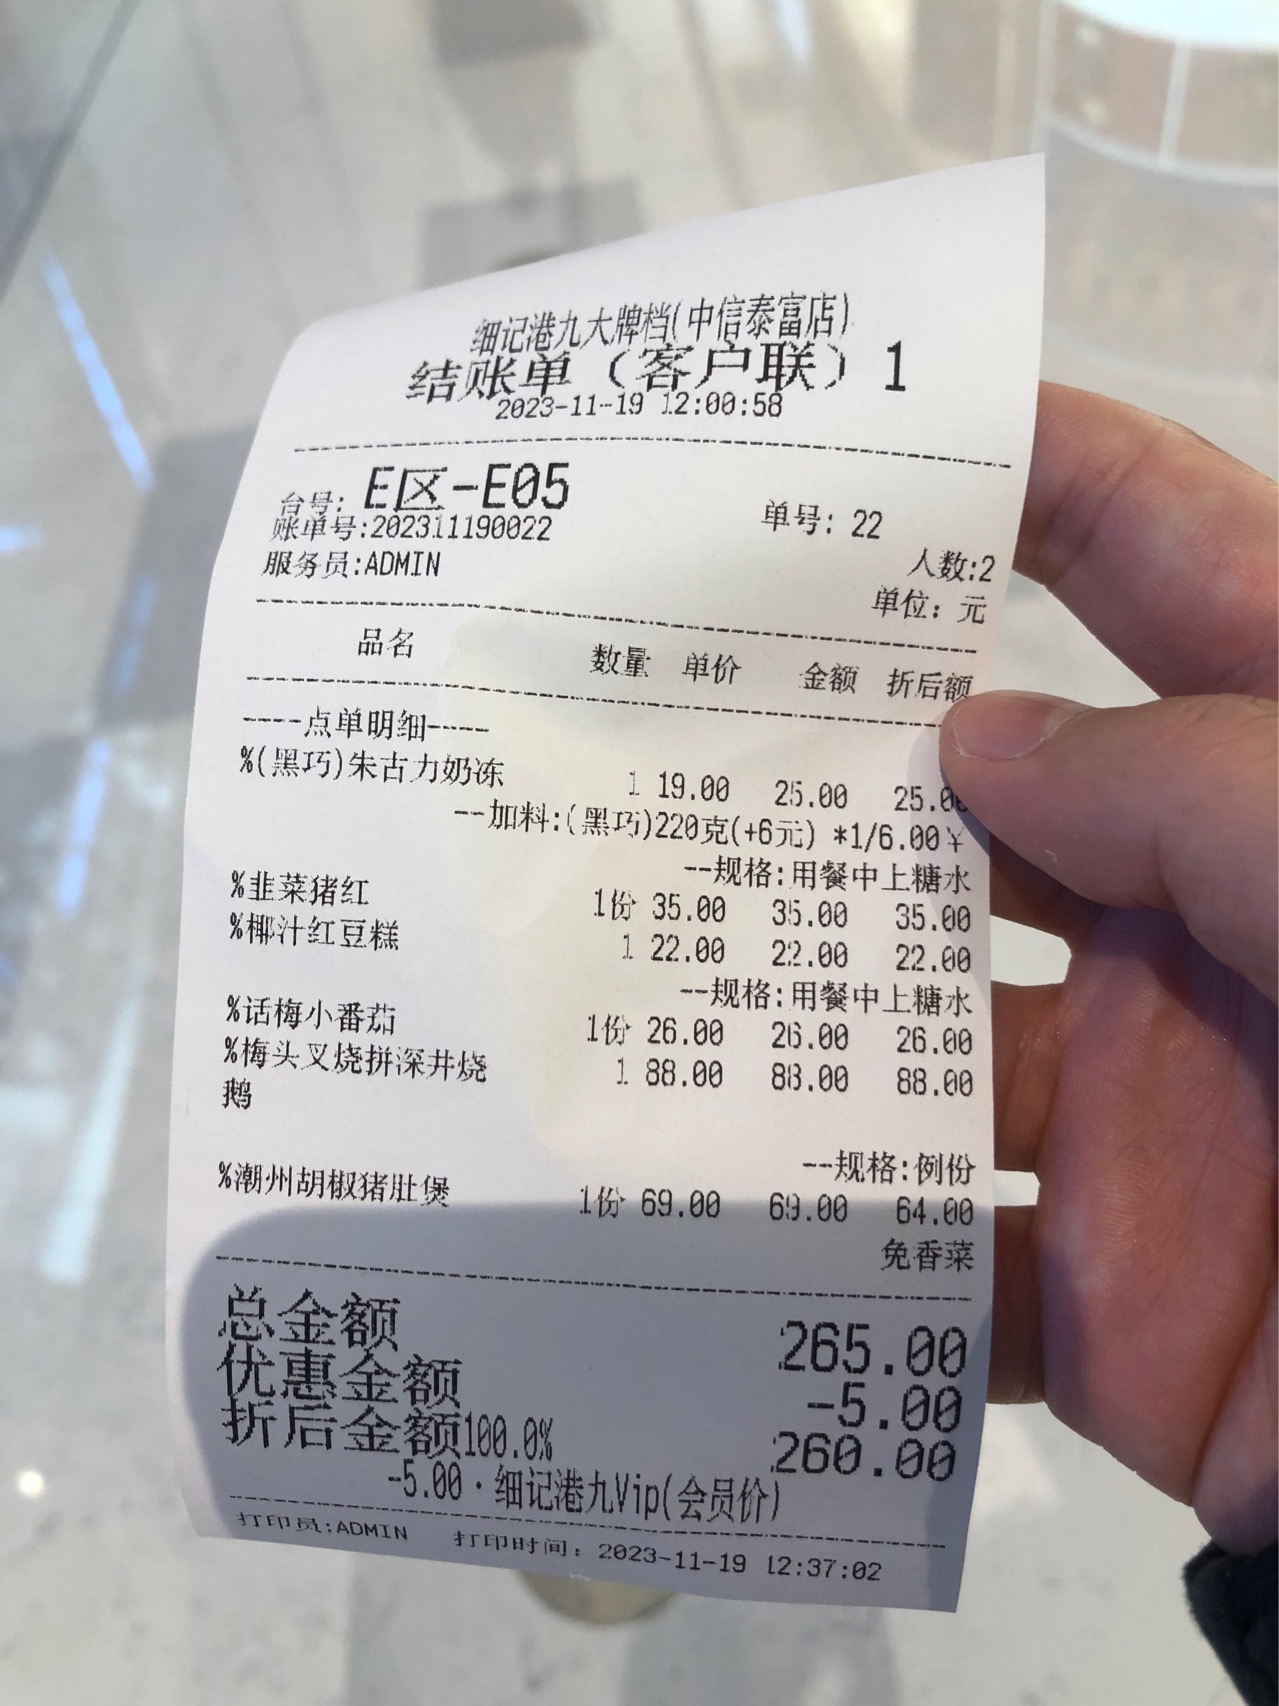 细记港九大牌档(中信泰富店)
结账单（客户联）1
2023-11-19 12:00:58
台号: E区-E05 单号: 22
账单号:202311190022 人数:2
服务员:ADMIN 单位: 元
品名 数量 单价 金额 折后额
----点单明细-----
%(黑巧)朱古力奶冻 1 19.00 25.00 25.00
--加料:(黑巧)220克(+6元) *1/6.00¥
--规格:用餐中上糖水
%韭菜猪红 1份 35.00 35.00 35.00
%椰汁红豆糕 1 22.00 22.00 22.00
--规格:用餐中上糖水
%话梅小番茄 1份 26.00 26.00 26.00
%梅头叉烧拼深井烧 1 88.00 88.00 88.00
鹅
--规格:例份
%潮州胡椒猪肚煲 1份 69.00 69.00 64.00
免香菜
总金额 265.00
优惠金额 -5.00
折后金额100.0% 260.00
-5.00·细记港九Vip(会员价)
打印员:ADMIN 打印时间: 2023-11-19 12:37:02